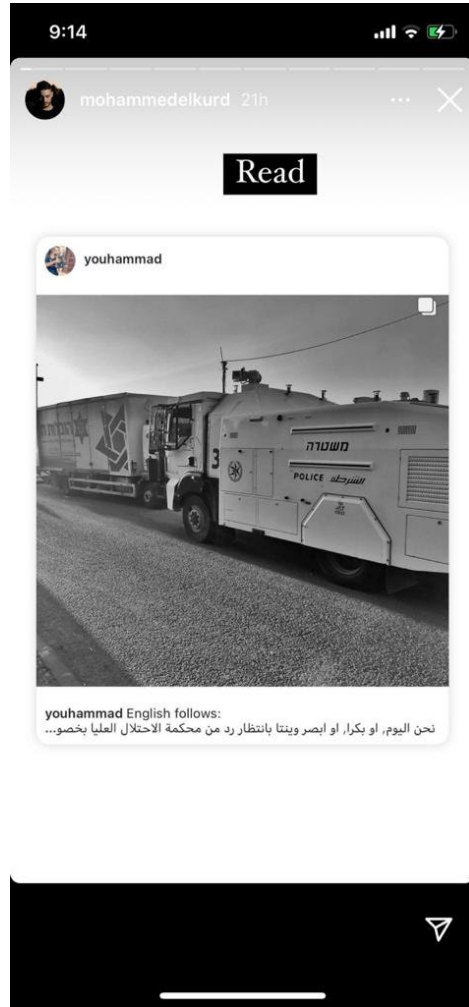 9:14
mohammedelkurd 21h
Read
youhammad
3
משטרה
POLICE الشرطة
youhammad English follows:
نحن اليوم, او بكرا, او ابصر وينتا بانتظار رد من محكمة الاحتلال العليا بخصو...